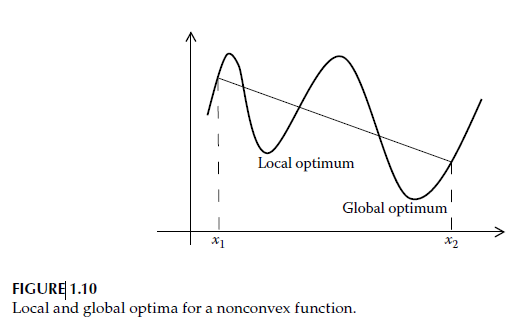 Local optimum
Global optimum
x1 x2
FIGURE 1.10
Local and global optima for a nonconvex function.